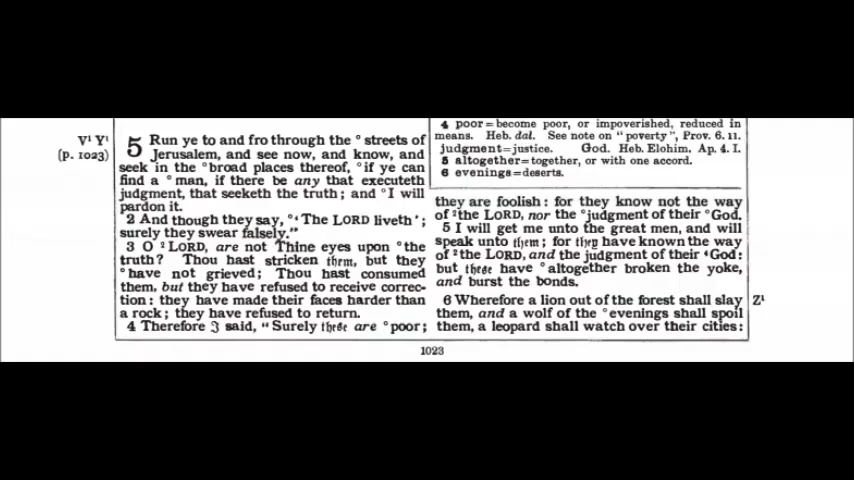 V¹ Y¹
(p. 1023)
5 Run ye to and fro through the °streets of
Jerusalem, and see now, and know, and
seek in the °broad places thereof, °if ye can
find a °man, if there be any that executeth
judgment, that seeketh the truth; and °I will
pardon it.
2 And though they say, °‘The LORD liveth’;
surely they swear falsely.”
3 O ²LORD, are not Thine eyes upon °the
truth? Thou hast stricken them, but they
°have not grieved; Thou hast consumed
them, but they have refused to receive correc-
tion: they have made their faces harder than
a rock; they have refused to return.
4 Therefore I said, “Surely these are °poor;
4 poor=become poor, or impoverished, reduced in
means. Heb. dal. See note on “poverty”, Prov. 6. 11.
judgment=justice. God. Heb. Elohim. Ap. 4. I.
5 altogether=together, or with one accord.
6 evenings=deserts.
they are foolish: for they know not the way
of ²the LORD, nor the °judgment of their °God.
5 I will get me unto the great men, and will
speak unto them; for they have known the way
of ²the LORD, and the judgment of their ⁴God:
but these have °altogether broken the yoke,
and burst the bonds.
6 Wherefore a lion out of the forest shall slay
them, and a wolf of the °evenings shall spoil
them, a leopard shall watch over their cities:
Z¹
1023